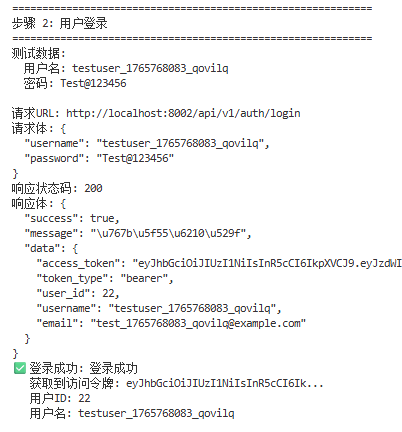 ============================================================
步骤 2: 用户登录
============================================================
测试数据:
  用户名: testuser_1765768083_qovilq
  密码: Test@123456

请求URL: http://localhost:8002/api/v1/auth/login
请求体: {
  "username": "testuser_1765768083_qovilq",
  "password": "Test@123456"
}
响应状态码: 200
响应体: {
  "success": true,
  "message": "\u767b\u5f55\u6210\u529f",
  "data": {
    "access_token": "eyJhbGciOiJIUzI1NiIsInR5cCI6IkpXVCJ9.eyJzdWI
    "token_type": "bearer",
    "user_id": 22,
    "username": "testuser_1765768083_qovilq",
    "email": "test_1765768083_qovilq@example.com"
  }
}
✅ 登录成功: 登录成功
   获取到访问令牌: eyJhbGciOiJIUzI1NiIsInR5cCI6Ik...
   用户ID: 22
   用户名: testuser_1765768083_qovilq